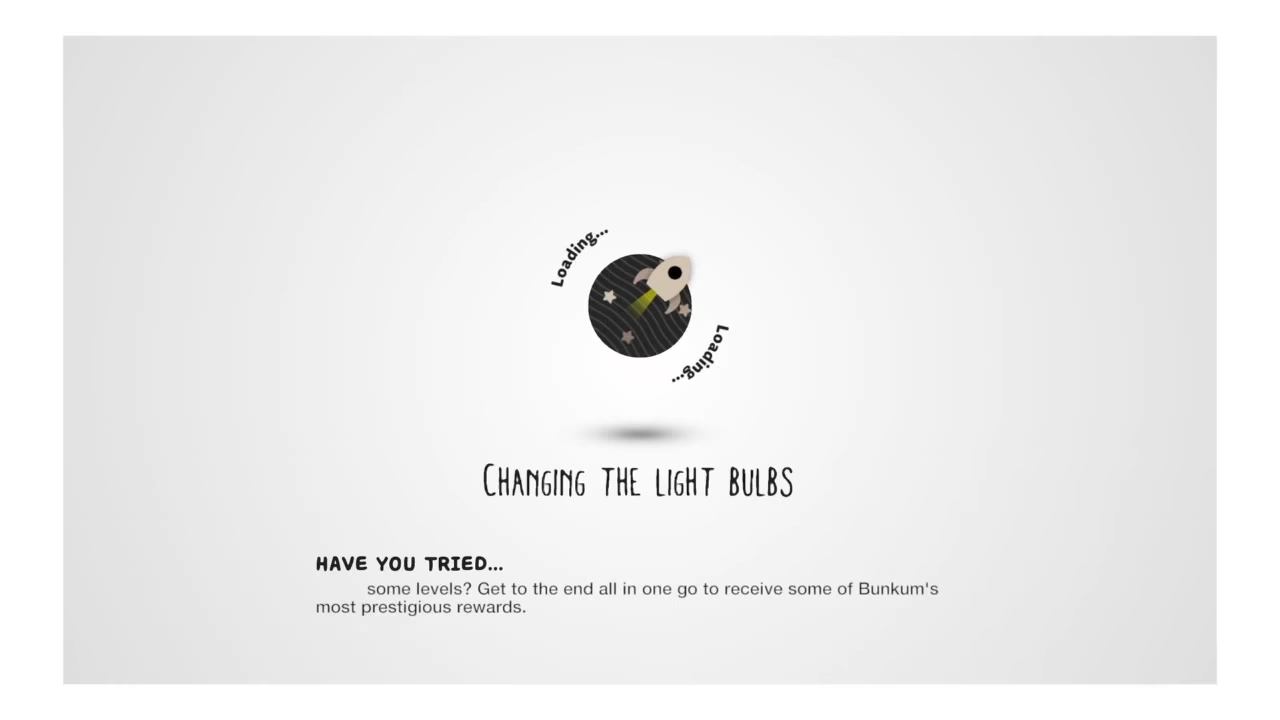 Loading...
Loading...
CHANGING THE LIGHT BULBS
HAVE YOU TRIED...
some levels? Get to the end all in one go to receive some of Bunkum's
most prestigious rewards.